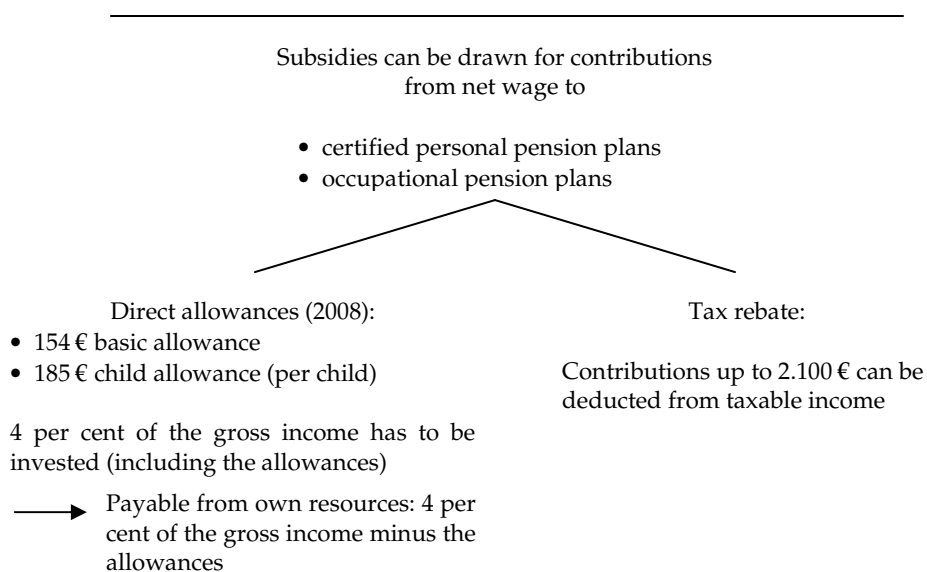 Subsidies can be drawn for contributions
from net wage to
• certified personal pension plans
• occupational pension plans
Direct allowances (2008):
• 154 € basic allowance
• 185 € child allowance (per child)
4 per cent of the gross income has to be
invested (including the allowances)
Payable from own resources: 4 per
cent of the gross income minus the
allowances
Tax rebate:
Contributions up to 2.100 € can be
deducted from taxable income